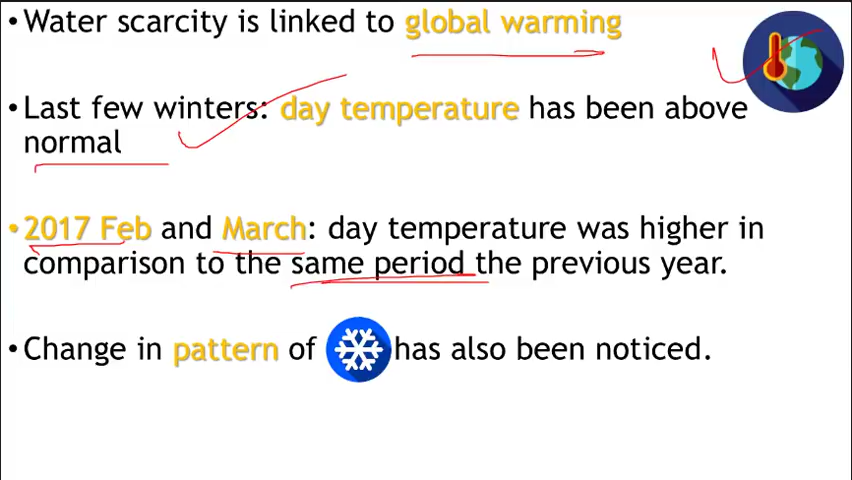 •Water scarcity is linked to global warming
•Last few winters: day temperature has been above
normal
•2017 Feb and March: day temperature was higher in
comparison to the same period the previous year.
•Change in pattern of has also been noticed.